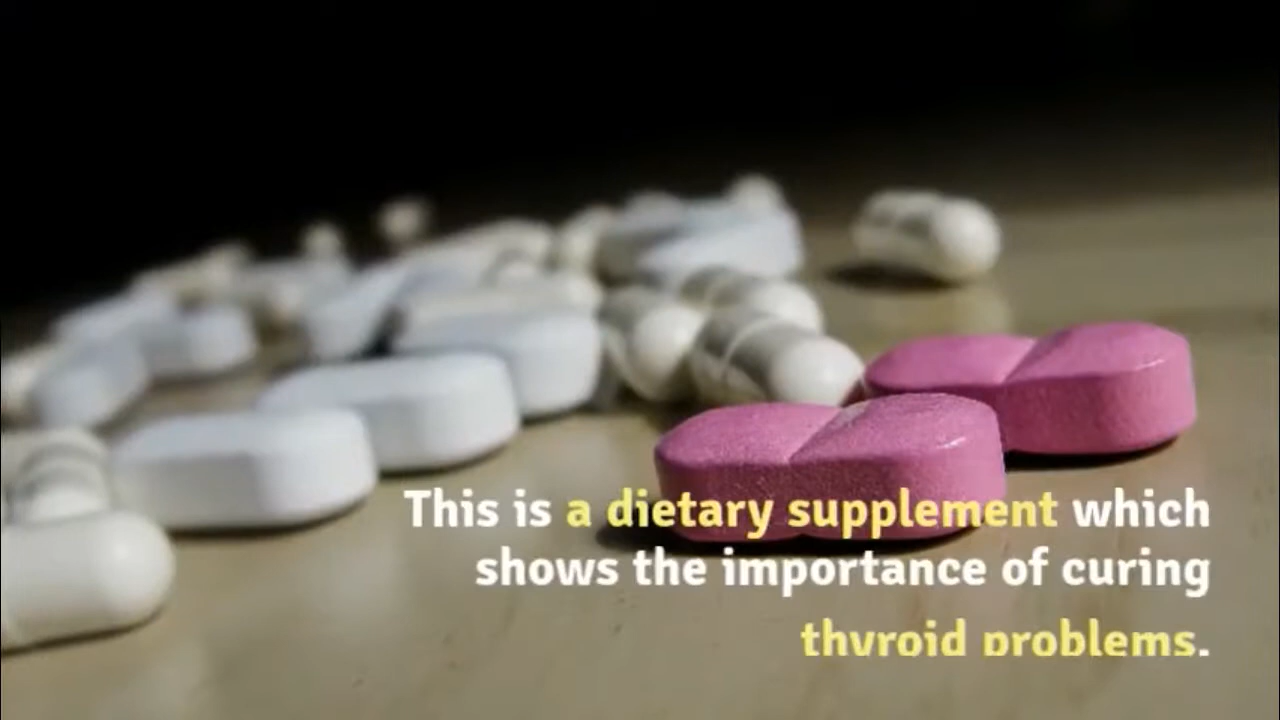 This is a dietary supplement which
shows the importance of curing
thyroid problems.